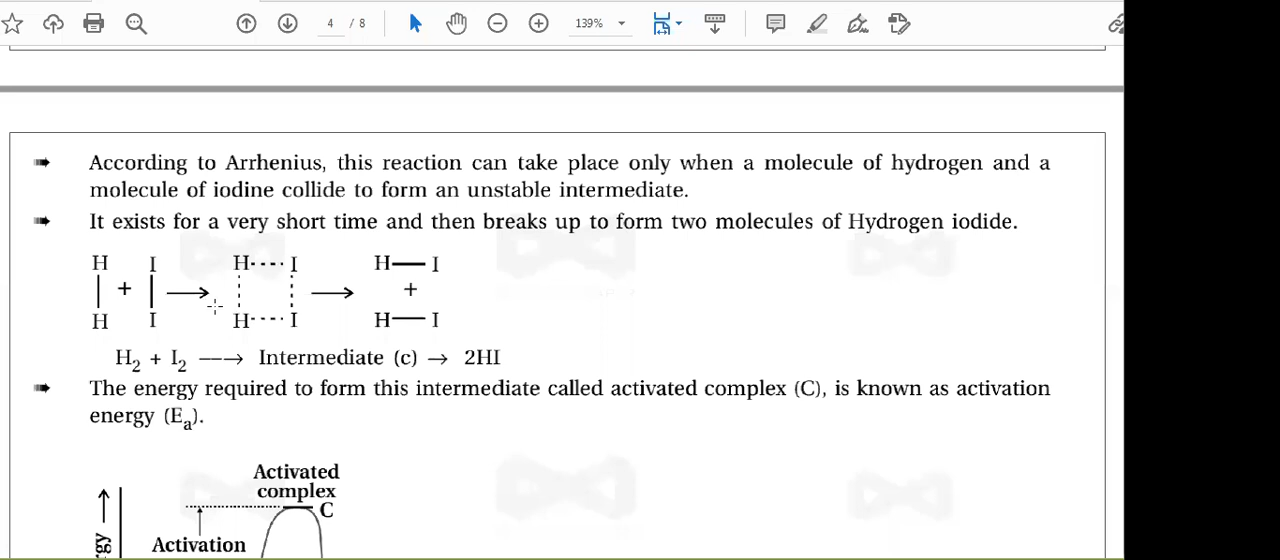 4 / 8
139%
According to Arrhenius, this reaction can take place only when a molecule of hydrogen and a
molecule of iodine collide to form an unstable intermediate.
It exists for a very short time and then breaks up to form two molecules of Hydrogen iodide.
H I H I H I
+ +
H I H I H I
H₂ + I₂ ⟶ Intermediate (c) → 2HI
The energy required to form this intermediate called activated complex (C), is known as activation
energy (Eₐ).
Activated
complex
C
Activation